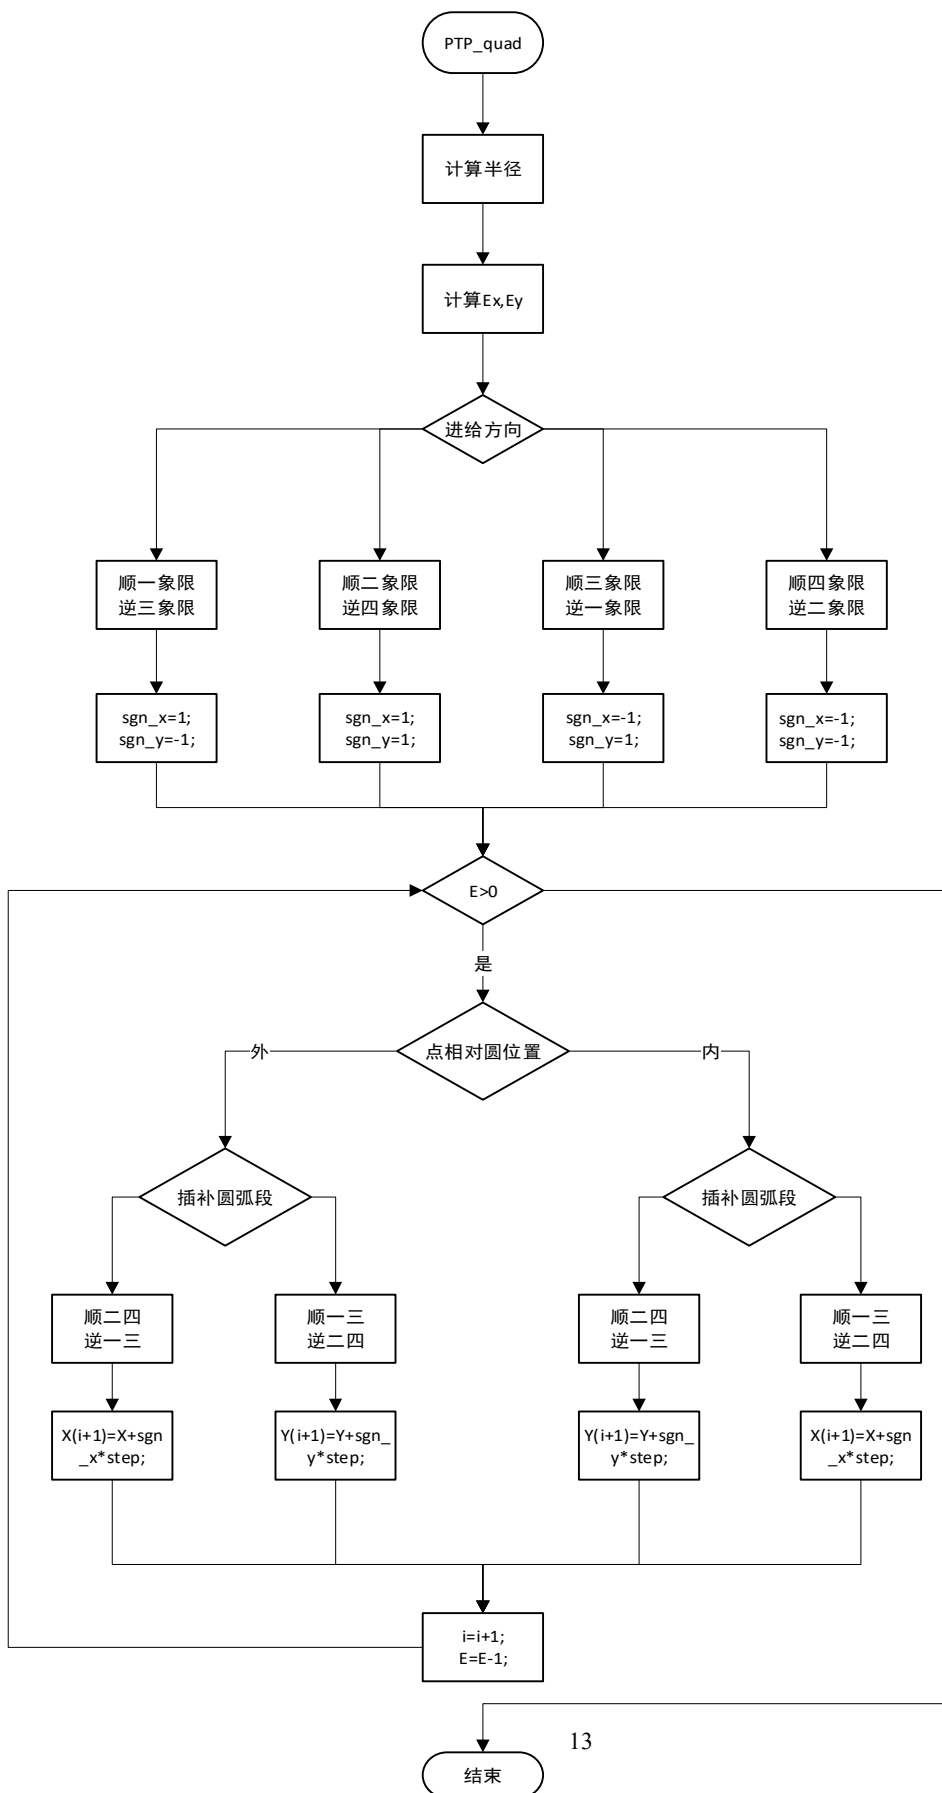 PTP_quad
计算半径
计算Ex,Ey
进给方向
顺一象限
逆三象限
顺二象限
逆四象限
顺三象限
逆一象限
顺四象限
逆二象限
sgn_x=1;
sgn_y=-1;
sgn_x=1;
sgn_y=1;
sgn_x=-1;
sgn_y=1;
sgn_x=-1;
sgn_y=-1;
E>0
是
点相对圆位置
外
内
插补圆弧段
插补圆弧段
顺二四
逆一三
顺一三
逆二四
顺二四
逆一三
顺一三
逆二四
X(i+1)=X+sgn
_x*step;
Y(i+1)=Y+sgn_
y*step;
Y(i+1)=Y+sgn_
y*step;
X(i+1)=X+sgn
_x*step;
i=i+1;
E=E-1;
13
结束